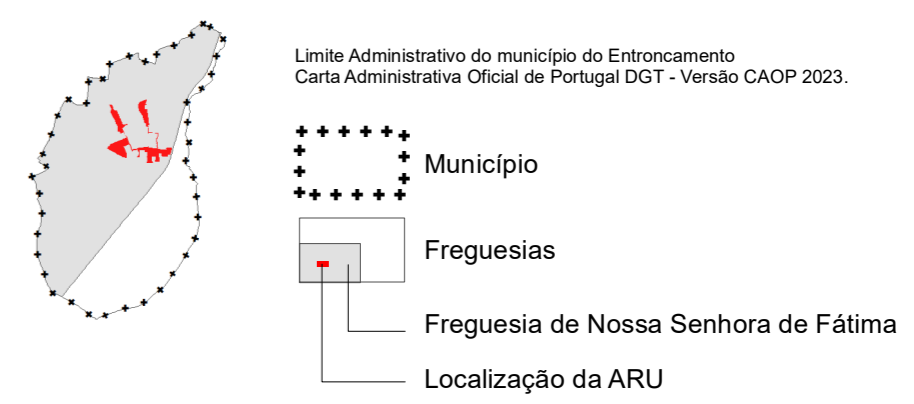 Limite Administrativo do município do Entroncamento
Carta Administrativa Oficial de Portugal DGT - Versão CAOP 2023.
Município
Freguesias
Freguesia de Nossa Senhora de Fátima
Localização da ARU